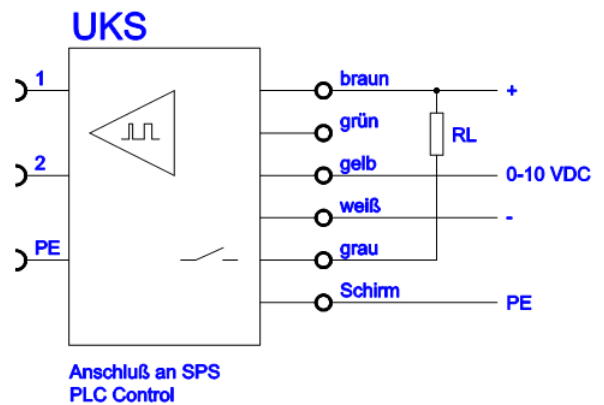 UKS
1
2
PE
braun
grün
gelb
weiß
grau
Schirm
+
RL
0-10 VDC
-
PE
Anschluß an SPS
PLC Control